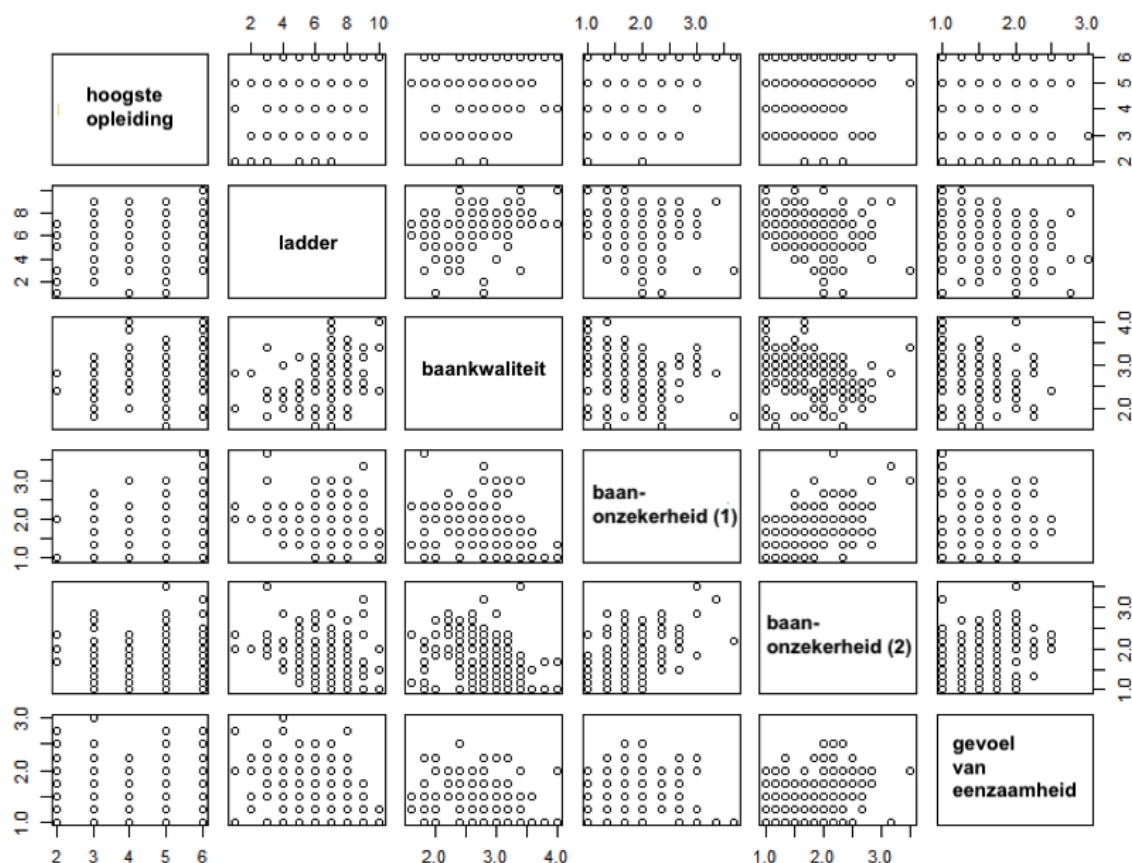 2 4 6 8 10 1.0 2.0 3.0 1.0 2.0 3.0
hoogste
opleiding
2 3 4 5 6
ladder
2 4 6 8
baankwaliteit
2.0 3.0 4.0
baan-
onzekerheid (1)
1.0 2.0 3.0
baan-
onzekerheid (2)
1.0 2.0 3.0
gevoel
van
eenzaamheid
1.0 2.0 3.0
2 3 4 5 6 2.0 3.0 4.0 1.0 2.0 3.0